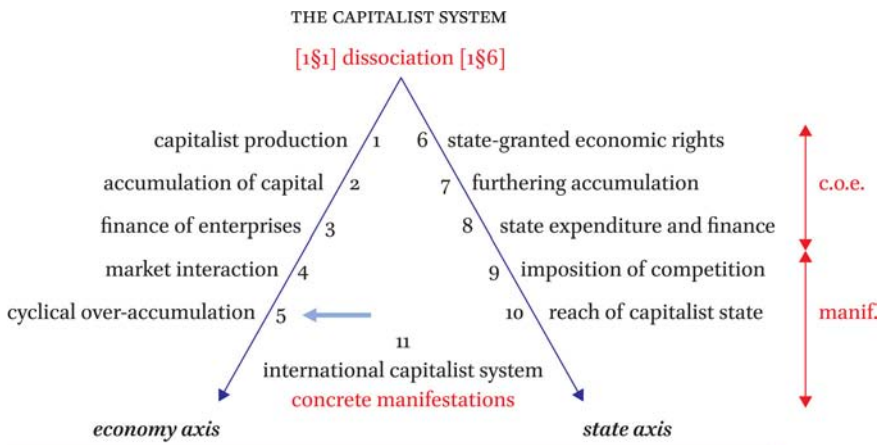 THE CAPITALIST SYSTEM
[1§1] dissociation [1§6]
capitalist production 1 6 state-granted economic rights
accumulation of capital 2 7 furthering accumulation
c.o.e.
finance of enterprises 3 8 state expenditure and finance
market interaction 4 9 imposition of competition
cyclical over-accumulation 5 10 reach of capitalist state manif.
11
international capitalist system
concrete manifestations
economy axis state axis